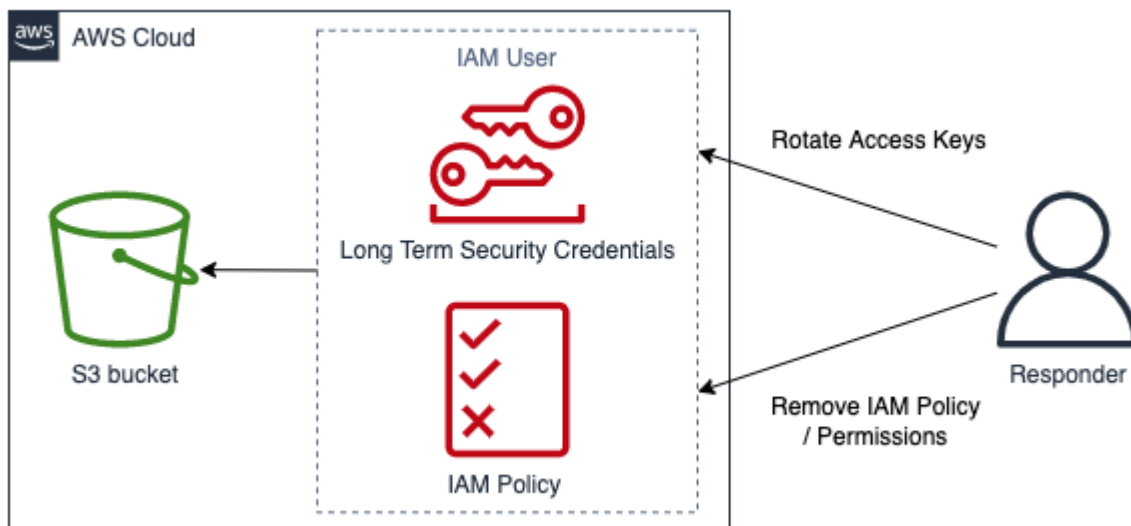 aws
AWS Cloud
IAM User
Rotate Access Keys
Long Term Security Credentials
S3 bucket
Responder
Remove IAM Policy
/ Permissions
IAM Policy